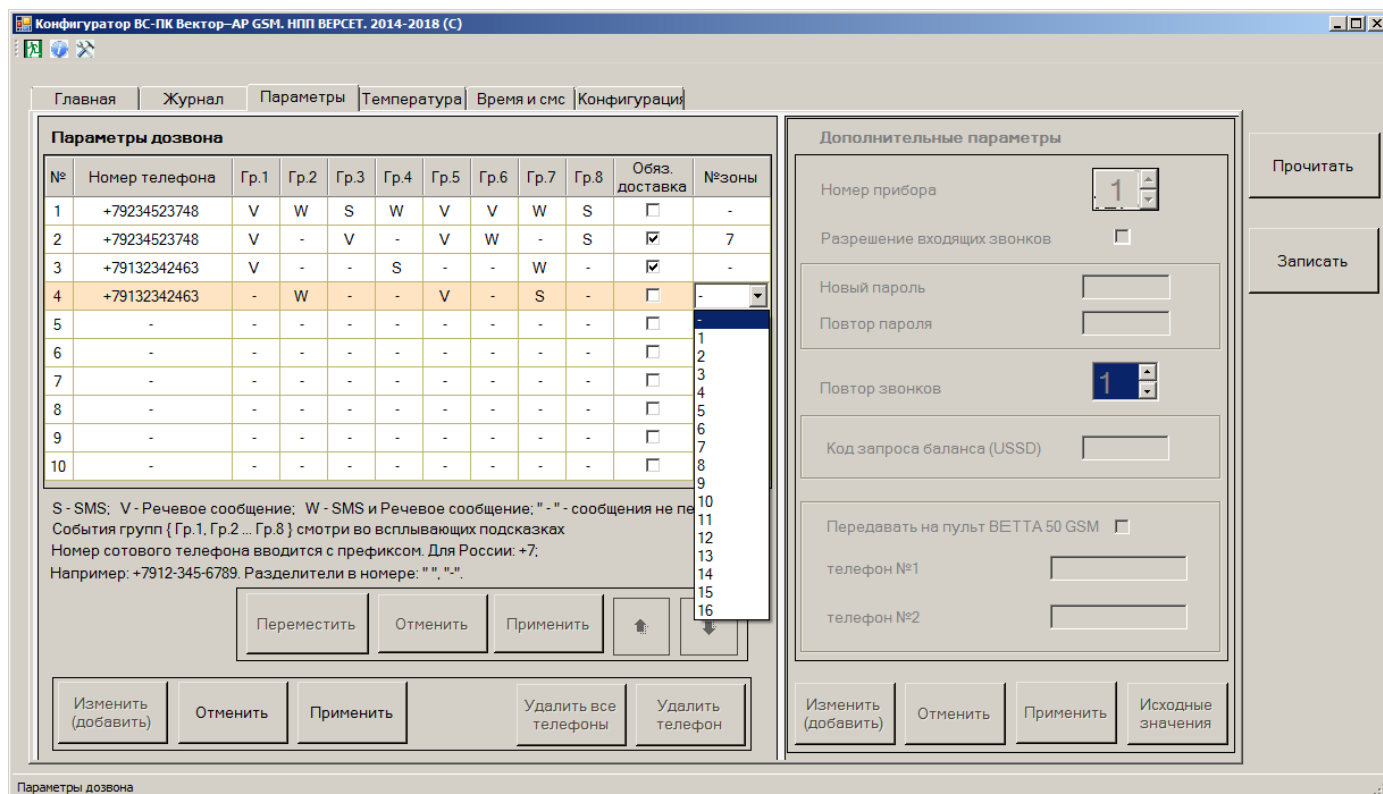 Конфигуратор ВС-ПК Вектор–АР GSM. НПП ВЕРСЕТ. 2014-2018 (С)
Главная Журнал Параметры Температура Время и смс Конфигурация
Параметры дозвона
№ Номер телефона Гр.1 Гр.2 Гр.3 Гр.4 Гр.5 Гр.6 Гр.7 Гр.8 Обяз. доставка №зоны
1 +79234523748 V W S W V V W S -
2 +79234523748 V - V - V W - S 7
3 +79132342463 V - - S - - W - -
4 +79132342463 - W - - V - S - -
5 - - - - - - - - -
6 - - - - - - - - -
7 - - - - - - - - -
8 - - - - - - - - -
9 - - - - - - - - -
10 - - - - - - - - -
-
1
2
3
4
5
6
7
8
9
10
11
12
13
14
15
16
S - SMS; V - Речевое сообщение; W - SMS и Речевое сообщение; " - " - сообщения не пе
События групп { Гр.1, Гр.2 ... Гр.8 } смотри во всплывающих подсказках
Номер сотового телефона вводится с префиксом. Для России: +7;
Например: +7912-345-6789. Разделители в номере: " ", "-".
Переместить Отменить Применить
Изменить (добавить) Отменить Применить Удалить все телефоны Удалить телефон
Дополнительные параметры
Номер прибора 1
Разрешение входящих звонков
Новый пароль
Повтор пароля
Повтор звонков 1
Код запроса баланса (USSD)
Передавать на пульт BETTA 50 GSM
телефон №1
телефон №2
Изменить (добавить) Отменить Применить Исходные значения
Прочитать
Записать
Параметры дозвона